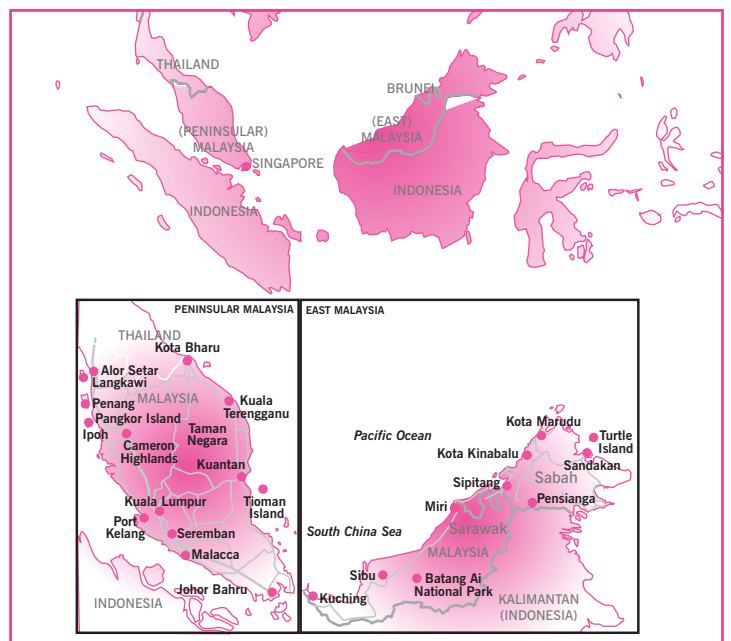 THAILAND
BRUNEI
(PENINSULAR)
MALAYSIA
(EAST)
MALAYSIA
SINGAPORE
INDONESIA
INDONESIA
PENINSULAR MALAYSIA
THAILAND
Kota Bharu
Alor Setar
Langkawi
MALAYSIA
Penang
Kuala
Terengganu
Pangkor Island
Ipoh
Taman
Negara
Cameron
Highlands
Kuantan
Kuala Lumpur
Tioman
Island
Port
Kelang
Seremban
Malacca
Johor Bahru
INDONESIA
EAST MALAYSIA
Kota Marudu
Pacific Ocean
Turtle
Island
Kota Kinabalu
Sandakan
Sabah
Sipitang
Pensianga
Miri
South China Sea
Sarawak
MALAYSIA
Sibu
Batang Ai
National Park
Kuching
KALIMANTAN
(INDONESIA)